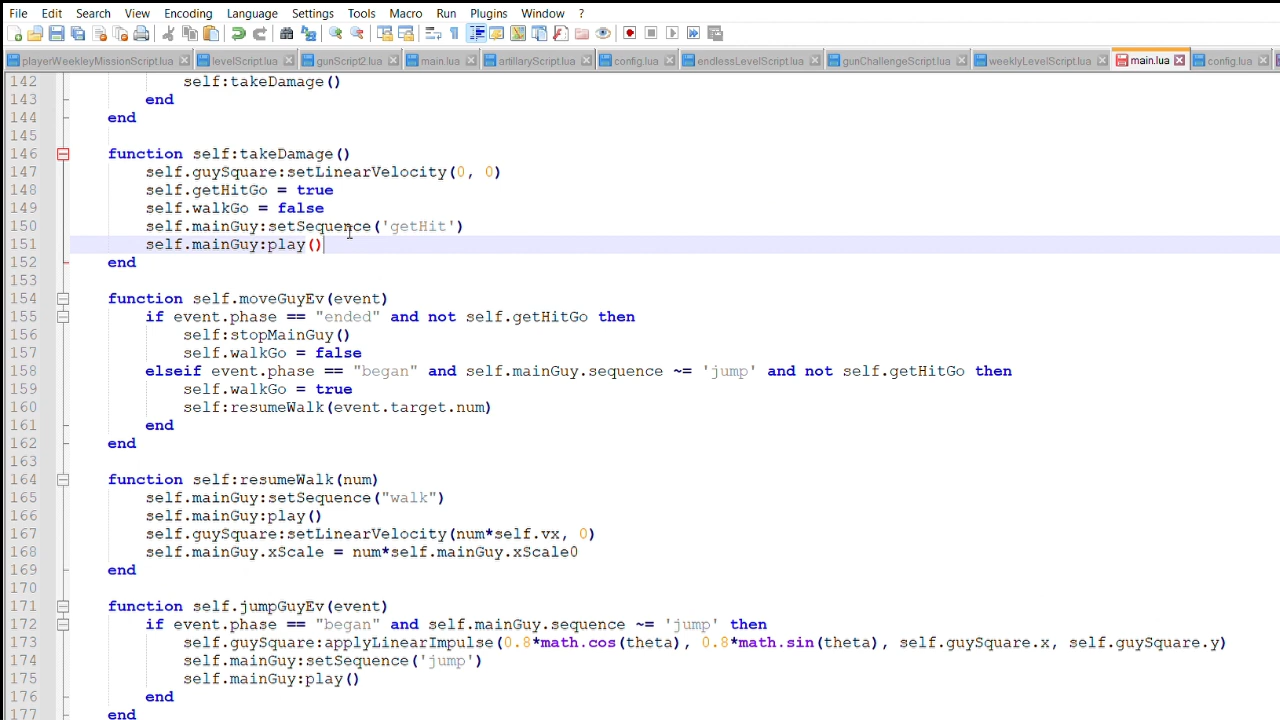 File Edit Search View Encoding Language Settings Tools Macro Run Plugins Window ?
playerWeekleyMissionScript.lua levelScript.lua gunScript2.lua main.lua artillaryScript.lua config.lua endlessLevelScript.lua gunChallengeScript.lua weeklyLevelScript.lua main.lua config.lua
142 self:takeDamage()
143 end
144 end
145
146 function self:takeDamage()
147 self.guySquare:setLinearVelocity(0, 0)
148 self.getHitGo = true
149 self.walkGo = false
150 self.mainGuy:setSequence('getHit')
151 self.mainGuy:play()
152 end
153
154 function self.moveGuyEv(event)
155 if event.phase == "ended" and not self.getHitGo then
156 self:stopMainGuy()
157 self.walkGo = false
158 elseif event.phase == "began" and self.mainGuy.sequence ~= 'jump' and not self.getHitGo then
159 self.walkGo = true
160 self:resumeWalk(event.target.num)
161 end
162 end
163
164 function self:resumeWalk(num)
165 self.mainGuy:setSequence("walk")
166 self.mainGuy:play()
167 self.guySquare:setLinearVelocity(num*self.vx, 0)
168 self.mainGuy.xScale = num*self.mainGuy.xScale0
169 end
170
171 function self.jumpGuyEv(event)
172 if event.phase == "began" and self.mainGuy.sequence ~= 'jump' then
173 self.guySquare:applyLinearImpulse(0.8*math.cos(theta), 0.8*math.sin(theta), self.guySquare.x, self.guySquare.y)
174 self.mainGuy:setSequence('jump')
175 self.mainGuy:play()
176 end
177 end